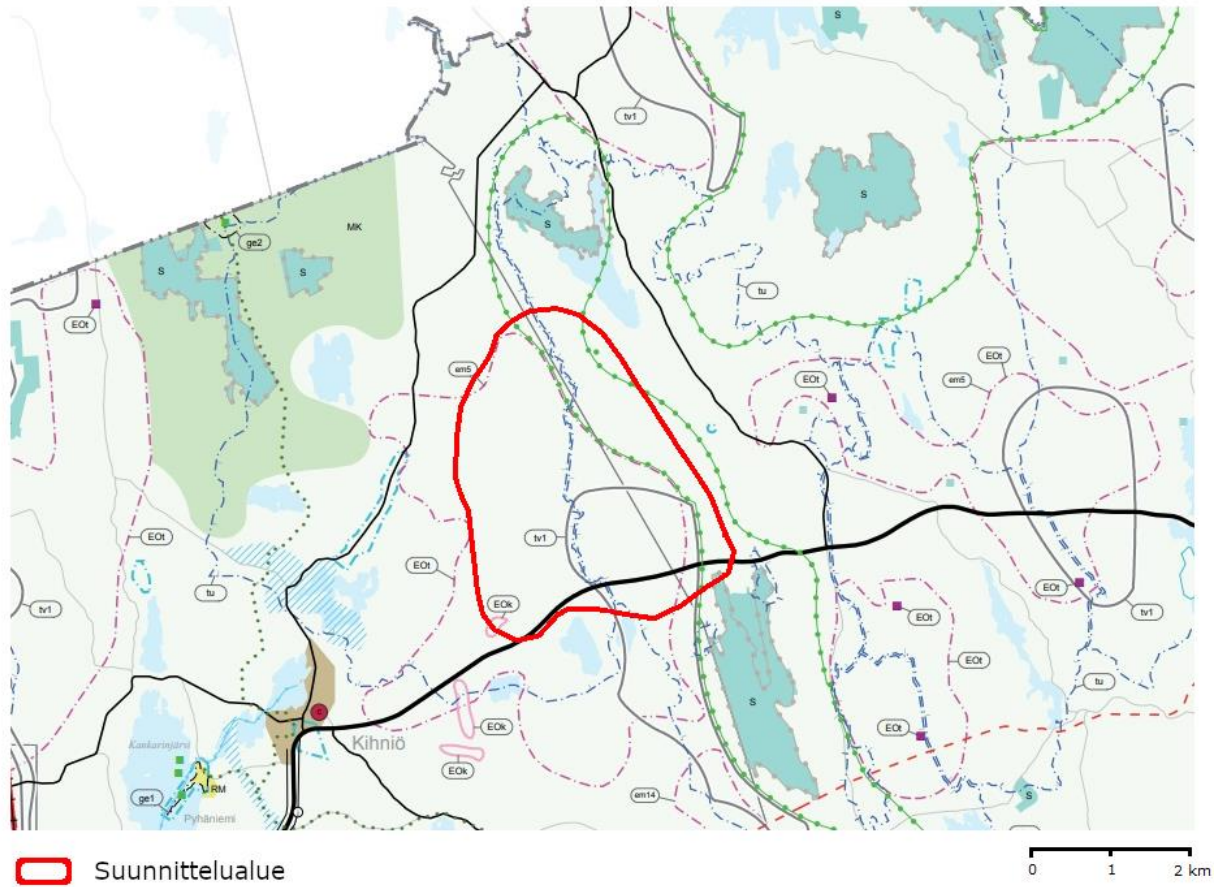 S
tv1
MK
S
ge2
S
S
S
EOt
tu
em5
EOt
EOt
em5
EOt
tv1
EOt
tu
EOk
EOt
tv1
EOt
tv1
EOt
tu
c
S
Kihniö
EOk
EOt
EOk
Kankarinjärvi
RM
ge1
Pyhäniemi
em14
S
Suunnittelualue
0 1 2 km